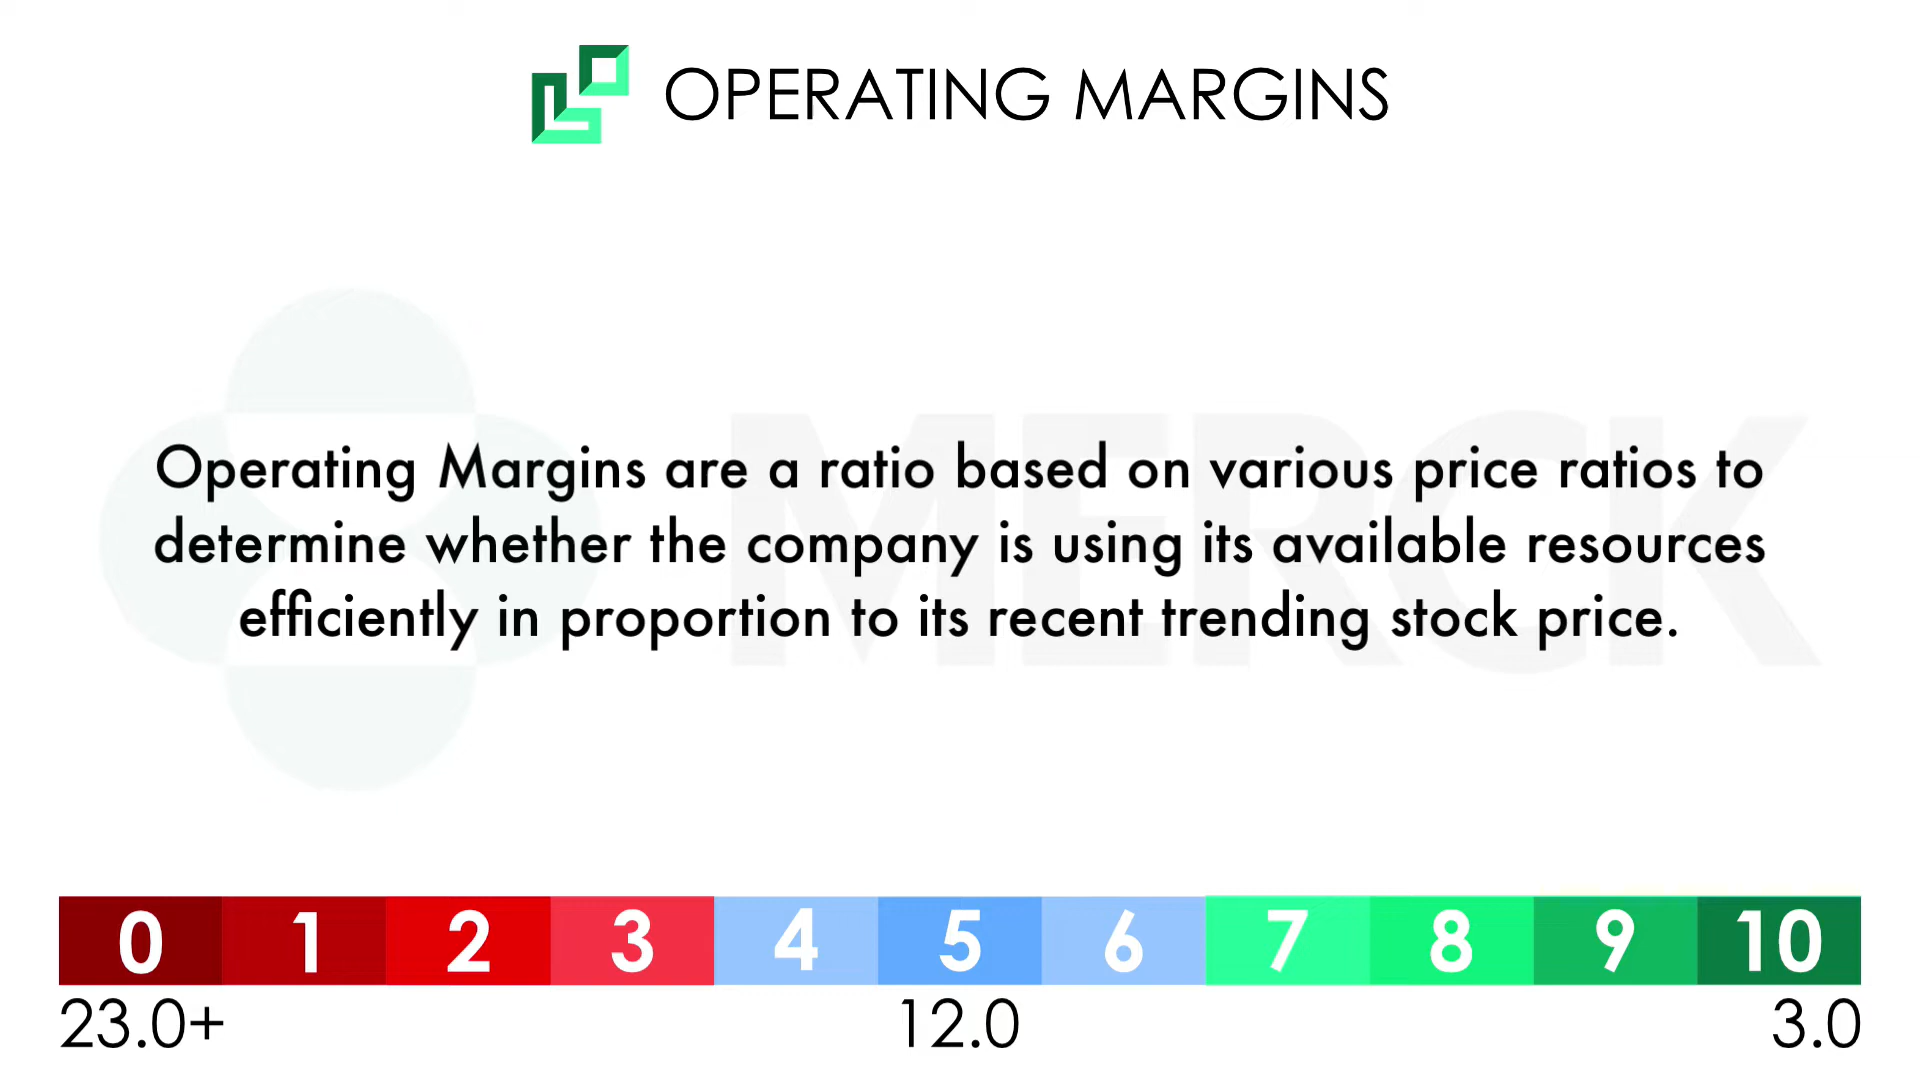 OPERATING MARGINS
MERCK
Operating Margins are a ratio based on various price ratios to
determine whether the company is using its available resources
efficiently in proportion to its recent trending stock price.
0 1 2 3 4 5 6 7 8 9 10
23.0+ 12.0 3.0